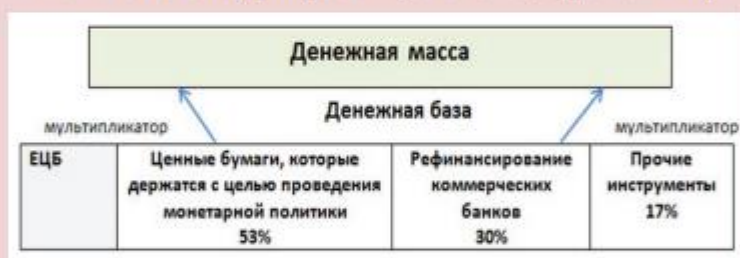 Денежная масса
Денежная база
мультипликатор
мультипликатор
ЕЦБ
Ценные бумаги, которые
держатся с целью проведения
монетарной политики
53%
Рефинансирование
коммерческих
банков
30%
Прочие
инструменты
17%